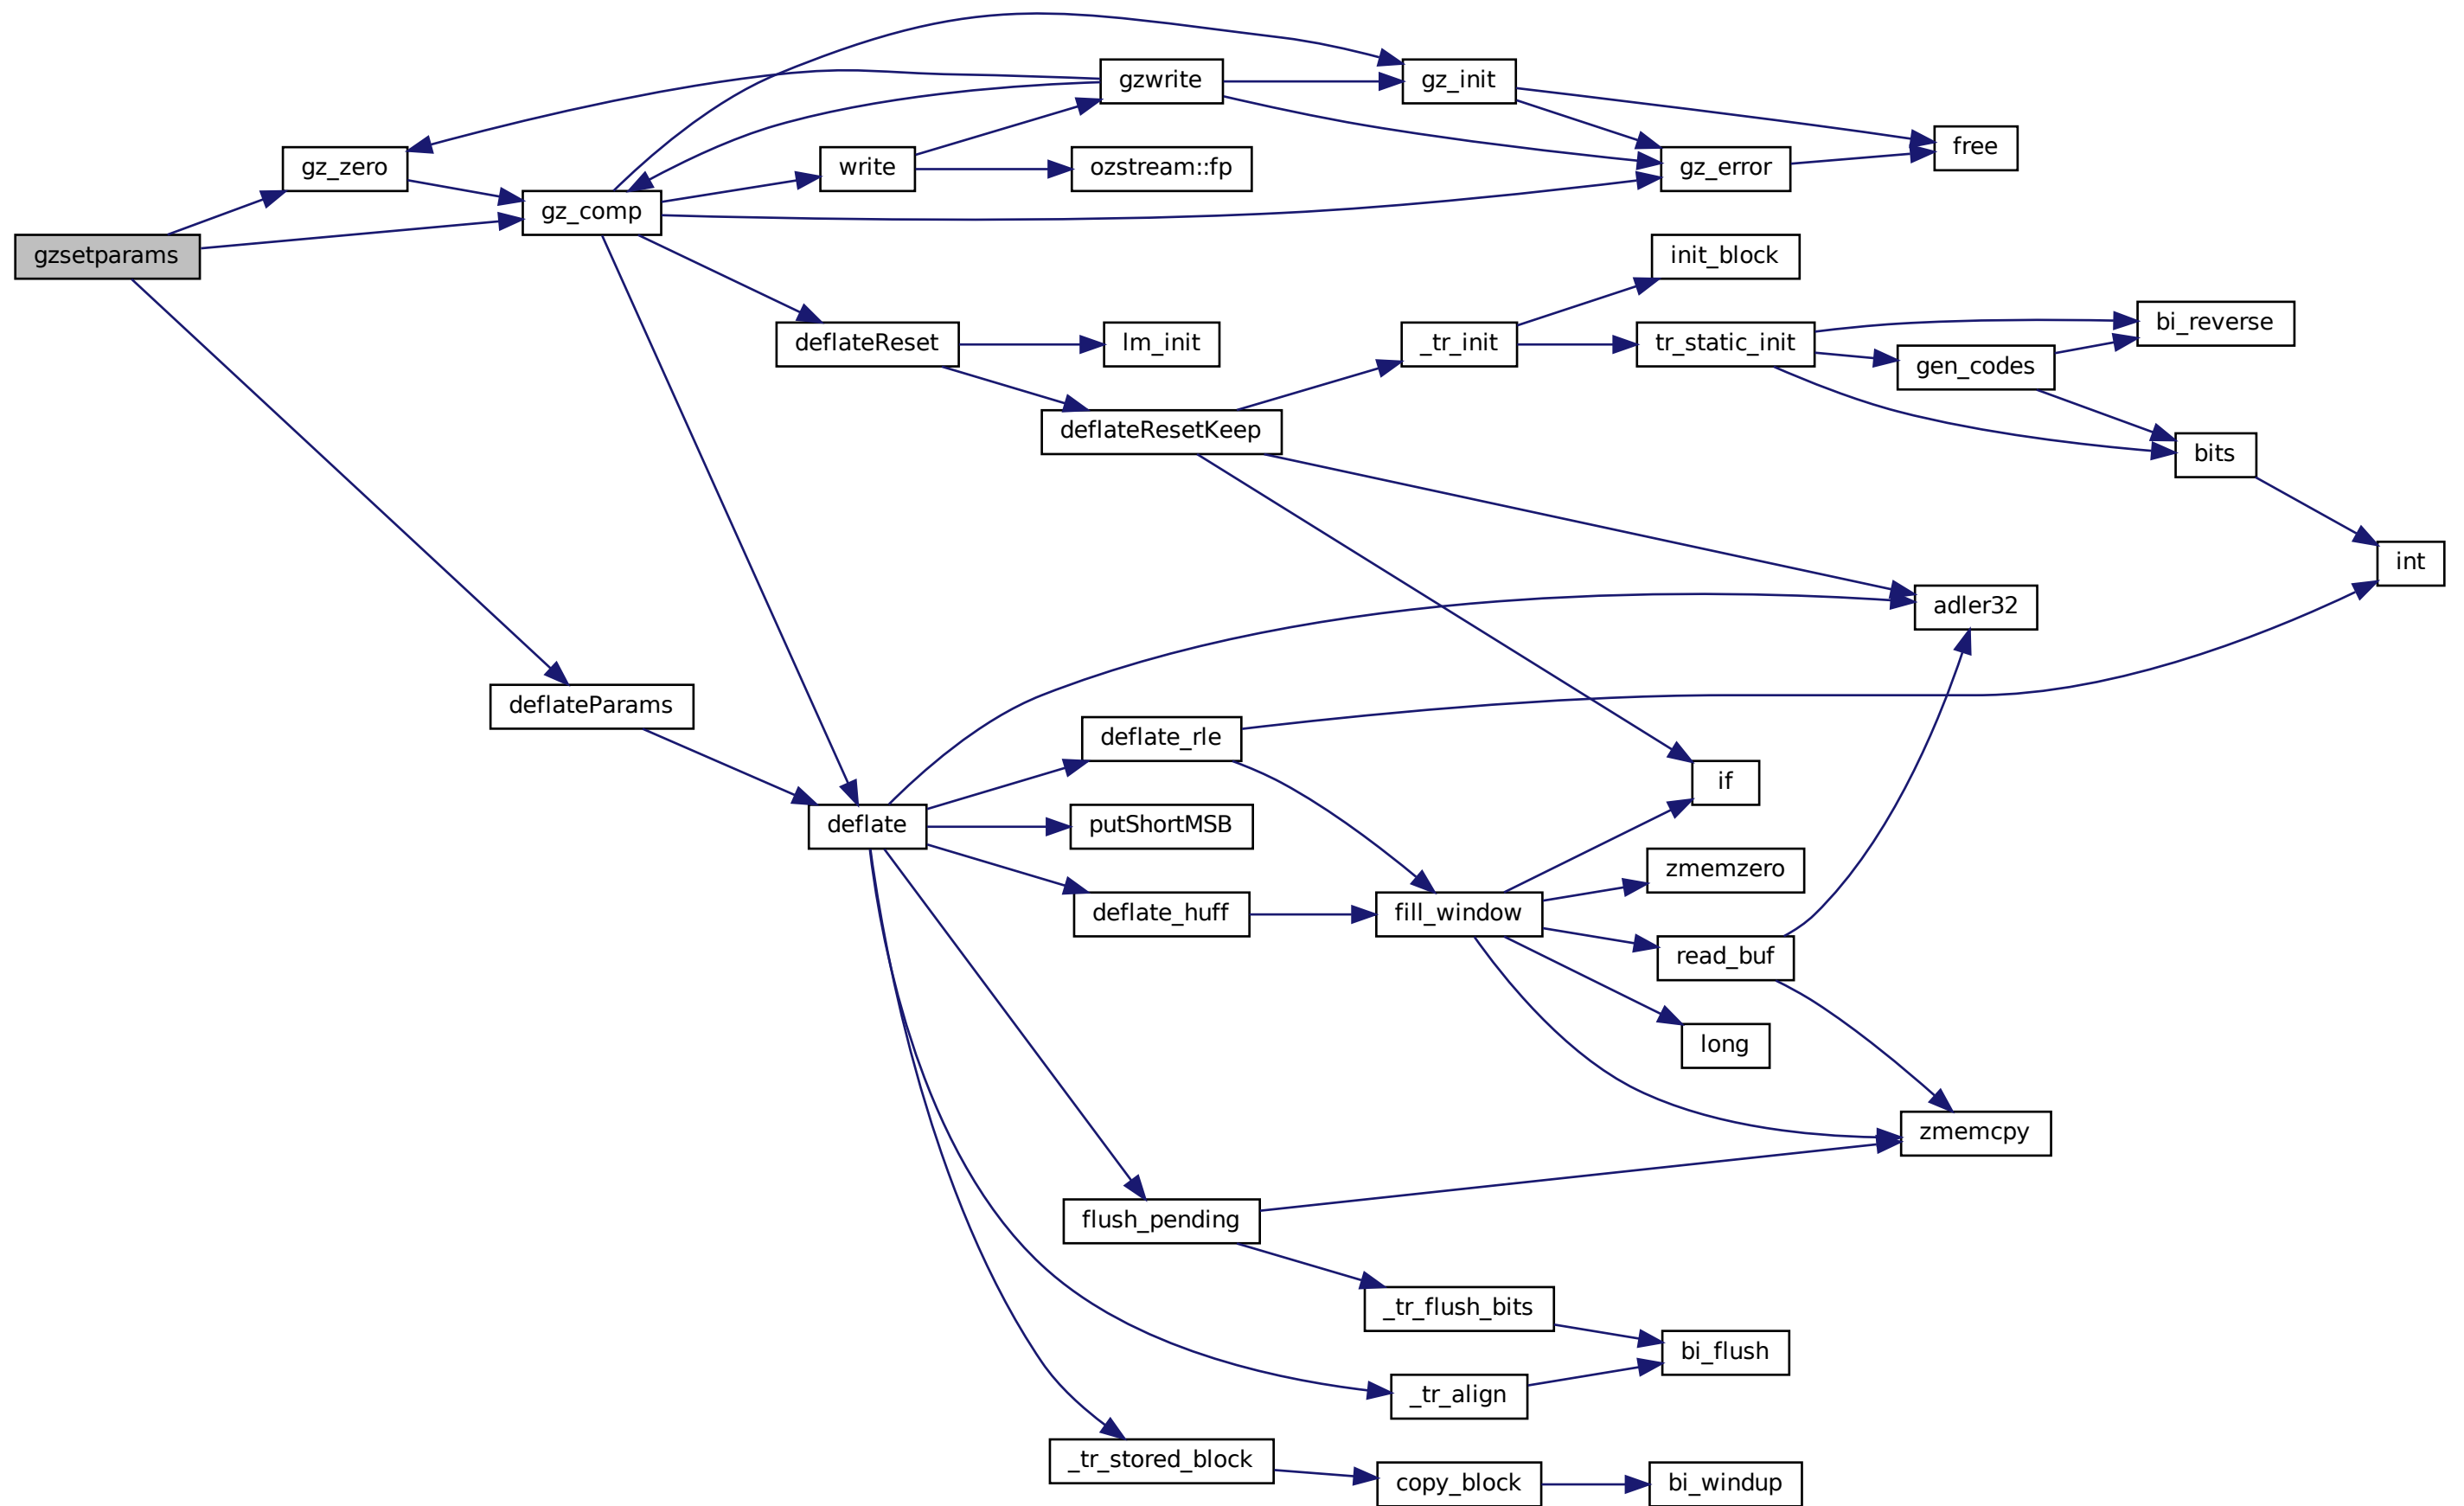 gzsetparams
gz_zero
gz_comp
gzwrite
write
ozstream::fp
gz_init
gz_error
free
init_block
deflateReset
lm_init
_tr_init
tr_static_init
bi_reverse
gen_codes
deflateResetKeep
bits
int
adler32
deflateParams
deflate_rle
if
deflate
putShortMSB
zmemzero
deflate_huff
fill_window
read_buf
long
zmemcpy
flush_pending
_tr_flush_bits
bi_flush
_tr_align
_tr_stored_block
copy_block
bi_windup